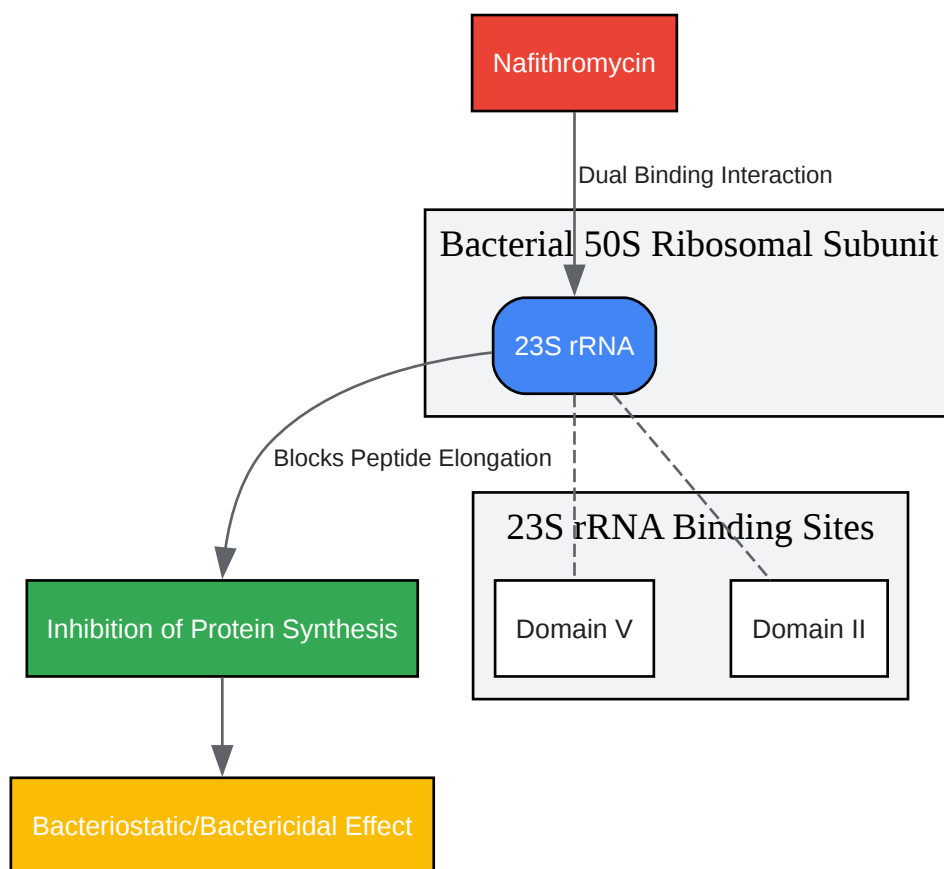 Nafithromycin
Dual Binding Interaction
Bacterial 50S Ribosomal Subunit
23S rRNA
Blocks Peptide Elongation
23S rRNA Binding Sites
Domain V
Domain II
Inhibition of Protein Synthesis
Bacteriostatic/Bactericidal Effect